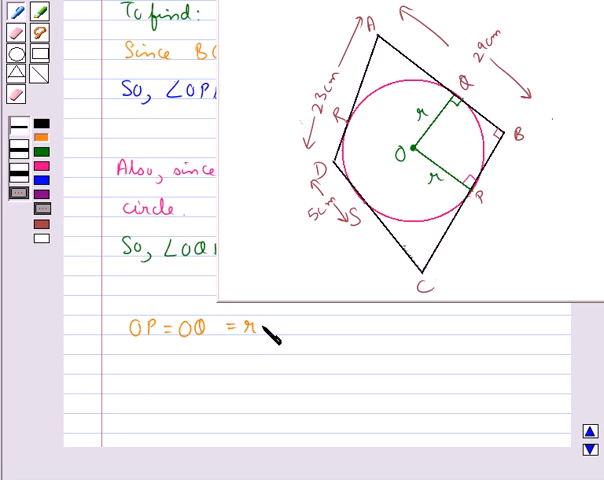 To find:
Since BC
So, ∠OP
Also, since
circle.
So, ∠OQ
OP = OQ = r
A
29cm
23cm
Q
R
r
B
O
r
D
P
5cm
S
C